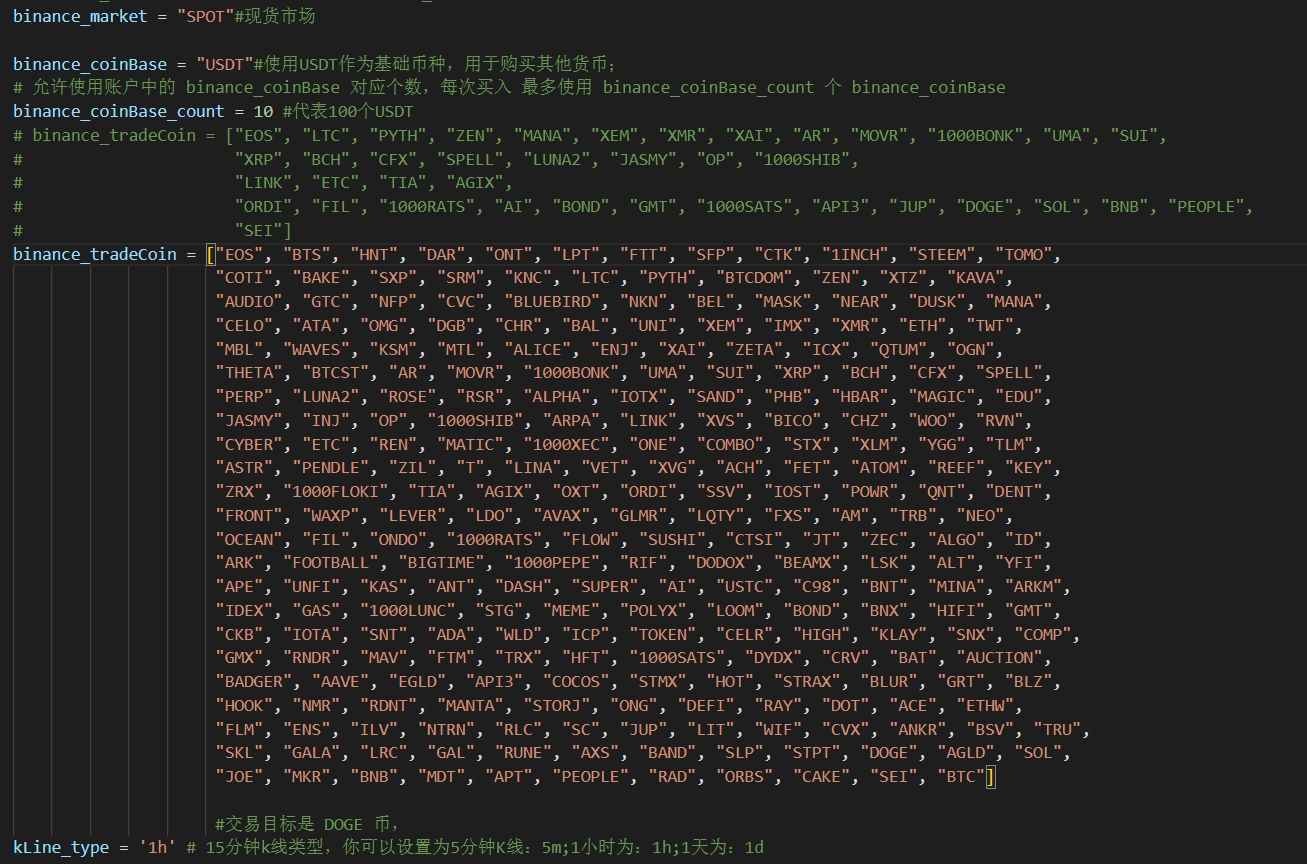 binance_market = "SPOT"#现货市场
binance_coinBase = "USDT"#使用USDT作为基础币种，用于购买其他货币；
# 允许使用账户中的 binance_coinBase 对应个数，每次买入 最多使用 binance_coinBase_count 个 binance_coinBase
binance_coinBase_count = 10 #代表100个USDT
# binance_tradeCoin = ["EOS", "LTC", "PYTH", "ZEN", "MANA", "XEM", "XMR", "XAI", "AR", "MOVR", "1000BONK", "UMA", "SUI",
# "XRP", "BCH", "CFX", "SPELL", "LUNA2", "JASMY", "OP", "1000SHIB",
# "LINK", "ETC", "TIA", "AGIX",
# "ORDI", "FIL", "1000RATS", "AI", "BOND", "GMT", "1000SATS", "API3", "JUP", "DOGE", "SOL", "BNB", "PEOPLE",
# "SEI"]
binance_tradeCoin = ["EOS", "BTS", "HNT", "DAR", "ONT", "LPT", "FTT", "SFP", "CTK", "1INCH", "STEEM", "TOMO",
"COTI", "BAKE", "SXP", "SRM", "KNC", "LTC", "PYTH", "BTCDOM", "ZEN", "XTZ", "KAVA",
"AUDIO", "GTC", "NFP", "CVC", "BLUEBIRD", "NKN", "BEL", "MASK", "NEAR", "DUSK", "MANA",
"CELO", "ATA", "OMG", "DGB", "CHR", "BAL", "UNI", "XEM", "IMX", "XMR", "ETH", "TWT",
"MBL", "WAVES", "KSM", "MTL", "ALICE", "ENJ", "XAI", "ZETA", "ICX", "QTUM", "OGN",
"THETA", "BTCST", "AR", "MOVR", "1000BONK", "UMA", "SUI", "XRP", "BCH", "CFX", "SPELL",
"PERP", "LUNA2", "ROSE", "RSR", "ALPHA", "IOTX", "SAND", "PHB", "HBAR", "MAGIC", "EDU",
"JASMY", "INJ", "OP", "1000SHIB", "ARPA", "LINK", "XVS", "BICO", "CHZ", "WOO", "RVN",
"CYBER", "ETC", "REN", "MATIC", "1000XEC", "ONE", "COMBO", "STX", "XLM", "YGG", "TLM",
"ASTR", "PENDLE", "ZIL", "T", "LINA", "VET", "XVG", "ACH", "FET", "ATOM", "REEF", "KEY",
"ZRX", "1000FLOKI", "TIA", "AGIX", "OXT", "ORDI", "SSV", "IOST", "POWR", "QNT", "DENT",
"FRONT", "WAXP", "LEVER", "LDO", "AVAX", "GLMR", "LQTY", "FXS", "AM", "TRB", "NEO",
"OCEAN", "FIL", "ONDO", "1000RATS", "FLOW", "SUSHI", "CTSI", "JT", "ZEC", "ALGO", "ID",
"ARK", "FOOTBALL", "BIGTIME", "1000PEPE", "RIF", "DODOX", "BEAMX", "LSK", "ALT", "YFI",
"APE", "UNFI", "KAS", "ANT", "DASH", "SUPER", "AI", "USTC", "C98", "BNT", "MINA", "ARKM",
"IDEX", "GAS", "1000LUNC", "STG", "MEME", "POLYX", "LOOM", "BOND", "BNX", "HIFI", "GMT",
"CKB", "IOTA", "SNT", "ADA", "WLD", "ICP", "TOKEN", "CELR", "HIGH", "KLAY", "SNX", "COMP",
"GMX", "RNDR", "MAV", "FTM", "TRX", "HFT", "1000SATS", "DYDX", "CRV", "BAT", "AUCTION",
"BADGER", "AAVE", "EGLD", "API3", "COCOS", "STMX", "HOT", "STRAX", "BLUR", "GRT", "BLZ",
"HOOK", "NMR", "RDNT", "MANTA", "STORJ", "ONG", "DEFI", "RAY", "DOT", "ACE", "ETHW",
"FLM", "ENS", "ILV", "NTRN", "RLC", "SC", "JUP", "LIT", "WIF", "CVX", "ANKR", "BSV", "TRU",
"SKL", "GALA", "LRC", "GAL", "RUNE", "AXS", "BAND", "SLP", "STPT", "DOGE", "AGLD", "SOL",
"JOE", "MKR", "BNB", "MDT", "APT", "PEOPLE", "RAD", "ORBS", "CAKE", "SEI", "BTC"]
#交易目标是 DOGE 币，
kLine_type = '1h' # 15分钟k线类型，你可以设置为5分钟K线：5m;1小时为：1h;1天为：1d